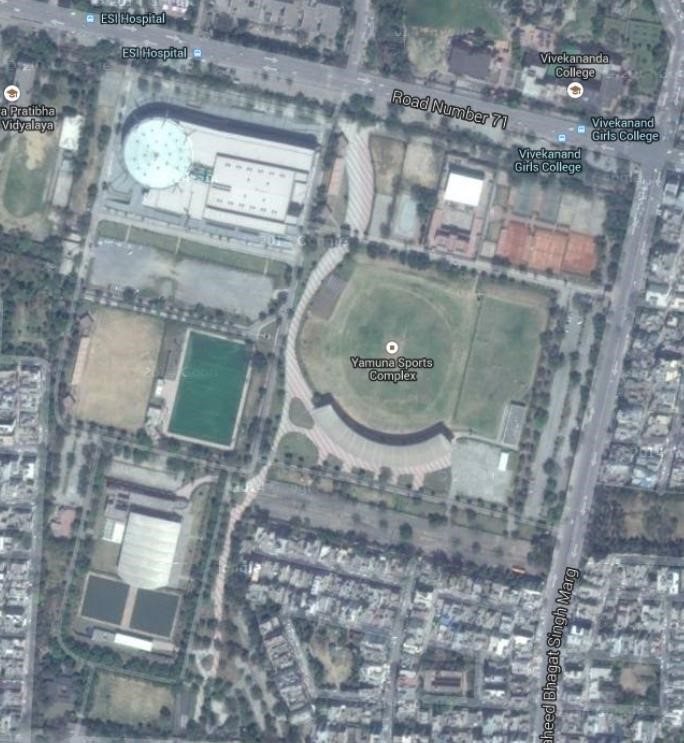 ESI Hospital
ESI Hospital
Vivekananda
College
a Pratibha
Vidyalaya
Road Number 71
Vivekanand
Girls College
Vivekanand
Girls College
Yamuna Sports
Complex
aheed Bhagat Singh Marg